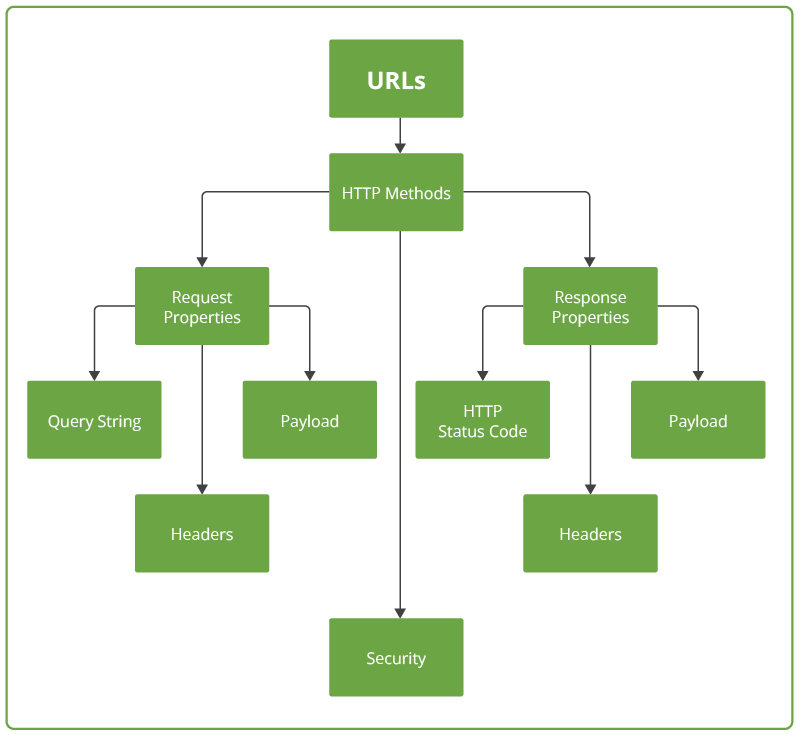 URLs
HTTP Methods
Request
Properties
Response
Properties
Query String
Payload
HTTP
Status Code
Payload
Headers
Headers
Security